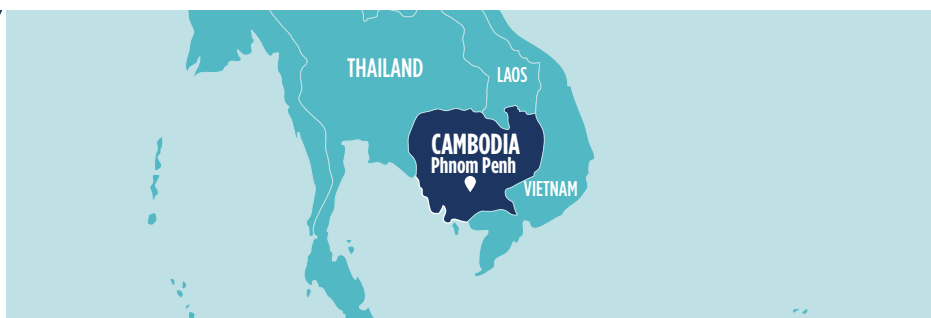 THAILAND
LAOS
CAMBODIA
Phnom Penh
VIETNAM